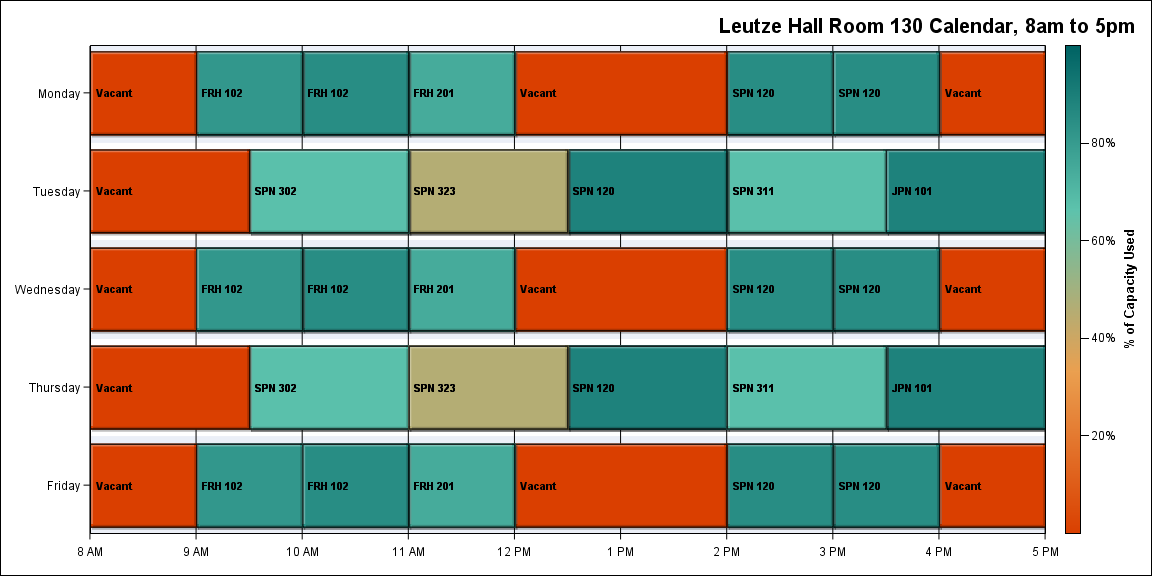 Leutze Hall Room 130 Calendar, 8am to 5pm
Monday
Vacant
FRH 102
FRH 102
FRH 201
Vacant
SPN 120
SPN 120
Vacant
Tuesday
Vacant
SPN 302
SPN 323
SPN 120
SPN 311
JPN 101
Wednesday
Vacant
FRH 102
FRH 102
FRH 201
Vacant
SPN 120
SPN 120
Vacant
Thursday
Vacant
SPN 302
SPN 323
SPN 120
SPN 311
JPN 101
Friday
Vacant
FRH 102
FRH 102
FRH 201
Vacant
SPN 120
SPN 120
Vacant
8 AM
9 AM
10 AM
11 AM
12 PM
1 PM
2 PM
3 PM
4 PM
5 PM
80%
60%
40%
20%
% of Capacity Used